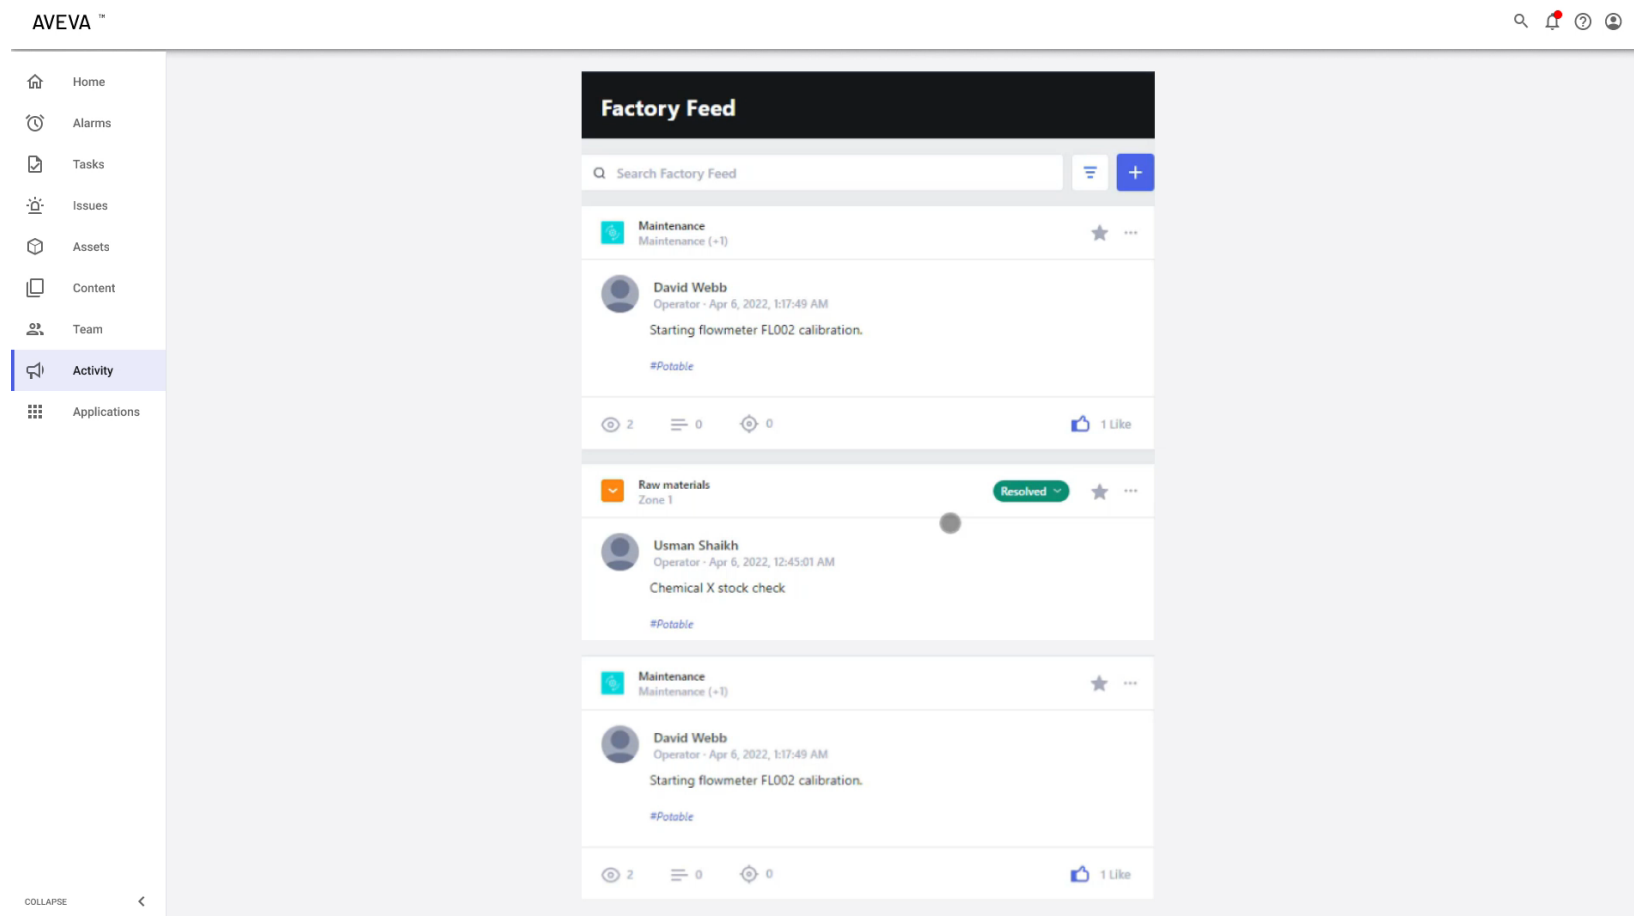 AVEVA ™
Home
Alarms
Tasks
Issues
Assets
Content
Team
Activity
Applications
COLLAPSE
Factory Feed
Search Factory Feed
Maintenance
Maintenance (+1)
David Webb
Operator · Apr 6, 2022, 1:17:49 AM
Starting flowmeter FL002 calibration.
#Potable
2 0 0 1 Like
Raw materials
Zone 1
Resolved
Usman Shaikh
Operator · Apr 6, 2022, 12:45:01 AM
Chemical X stock check
#Potable
Maintenance
Maintenance (+1)
David Webb
Operator · Apr 6, 2022, 1:17:49 AM
Starting flowmeter FL002 calibration.
#Potable
2 0 0 1 Like